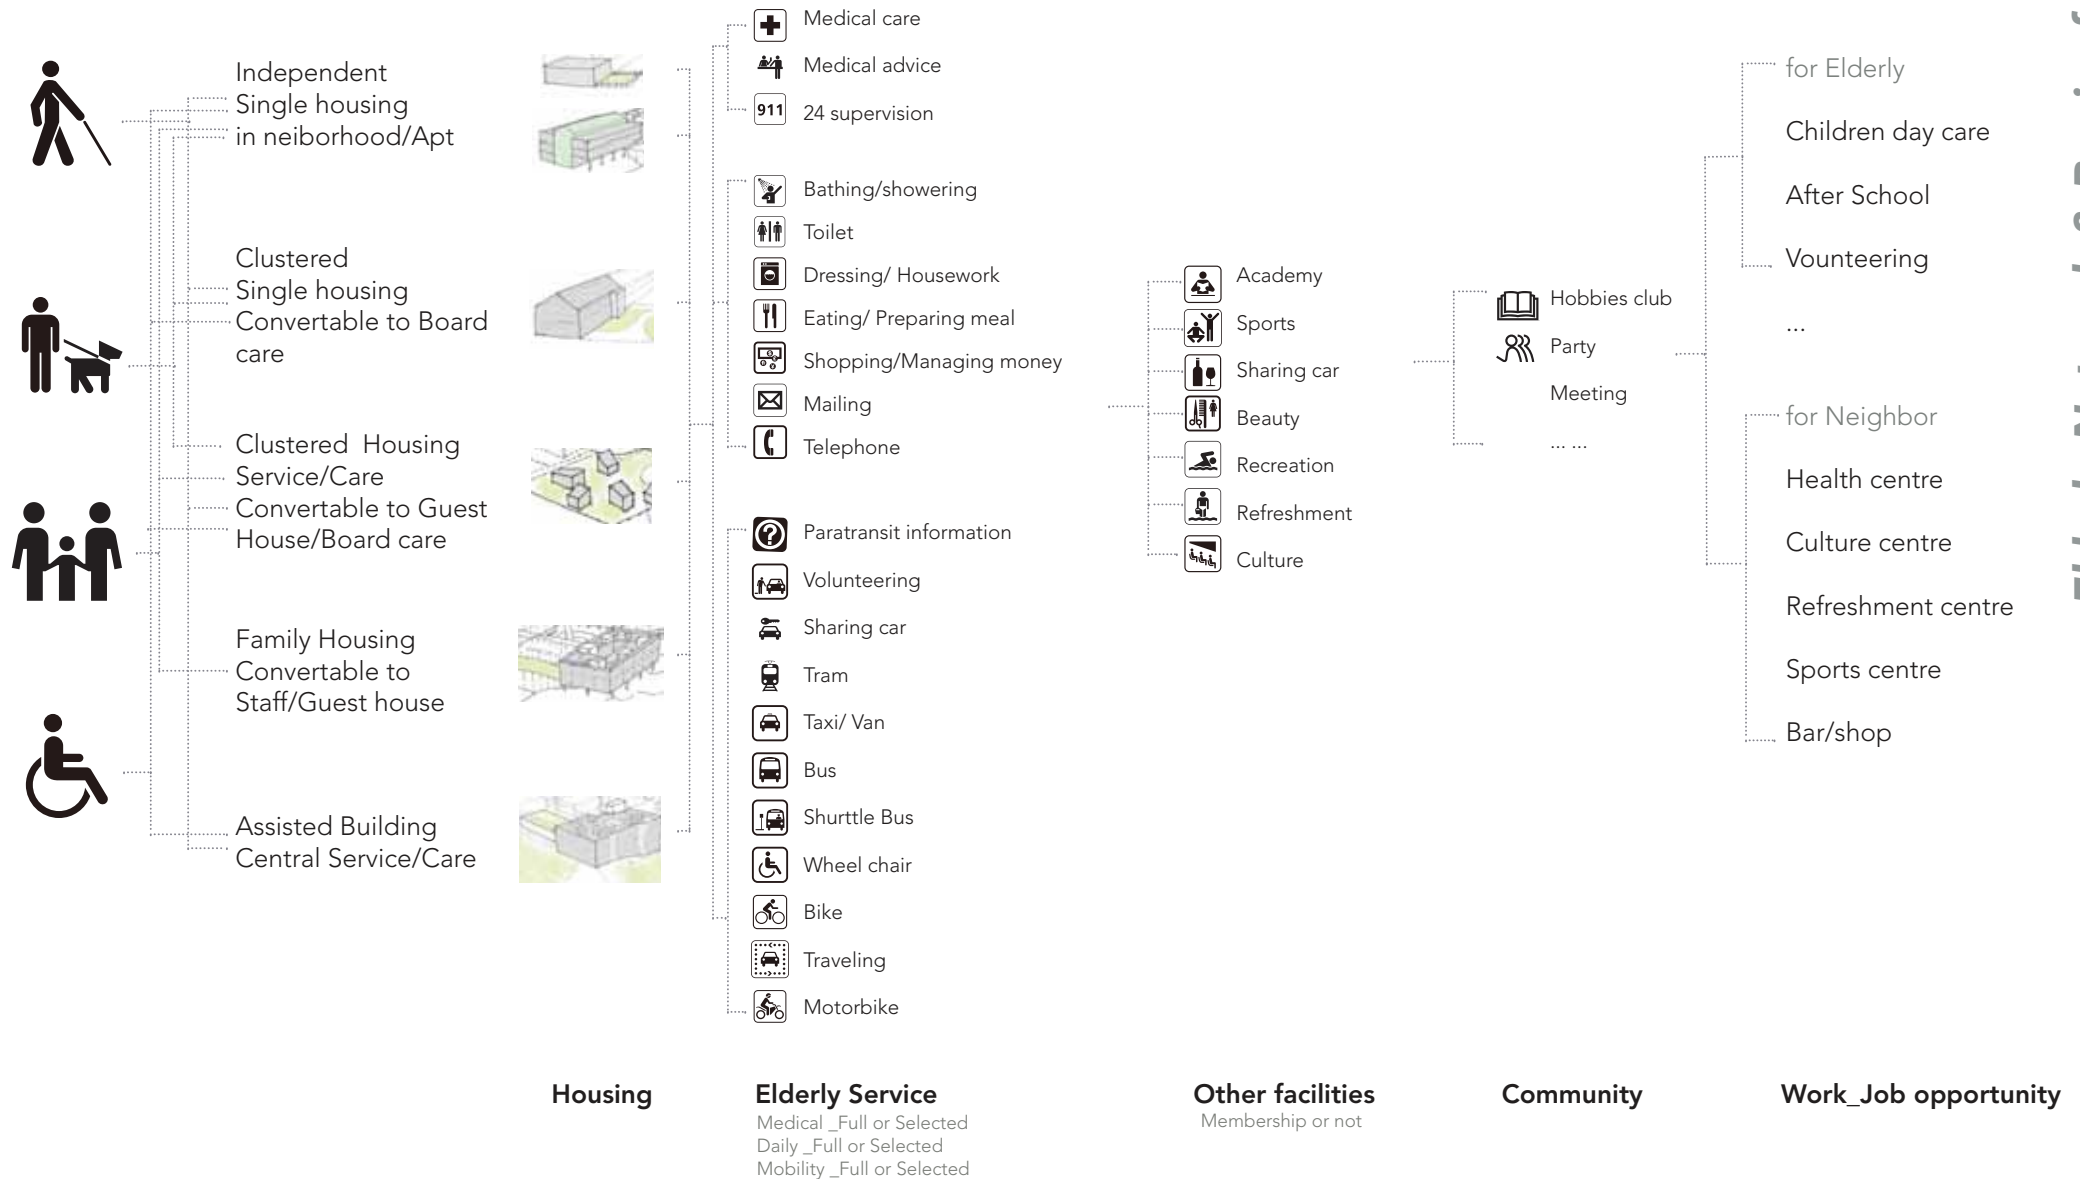 Independent
Single housing
in neiborhood/Apt
Clustered
Single housing
Convertable to Board
care
Clustered  Housing
Service/Care
Convertable to Guest
House/Board care
Family Housing
Convertable to
Staff/Guest house
Assisted Building
Central Service/Care
Medical care
Medical advice
911
24 supervision
Bathing/showering
Toilet
Dressing/ Housework
Eating/ Preparing meal
Shopping/Managing money
Mailing
Telephone
Paratransit information
Volunteering
Sharing car
Tram
Taxi/ Van
Bus
Shurttle Bus
Wheel chair
Bike
Traveling
Motorbike
Academy
Sports
Sharing car
Beauty
Recreation
Refreshment
Culture
Hobbies club
Party
Meeting
... ...
for Elderly
Children day care
After School
Vounteering
...
for Neighbor
Health centre
Culture centre
Refreshment centre
Sports centre
Bar/shop
Housing
Elderly Service
Medical _Full or Selected
Daily _Full or Selected
Mobility _Full or Selected
Other facilities
Membership or not
Community
Work_Job opportunity